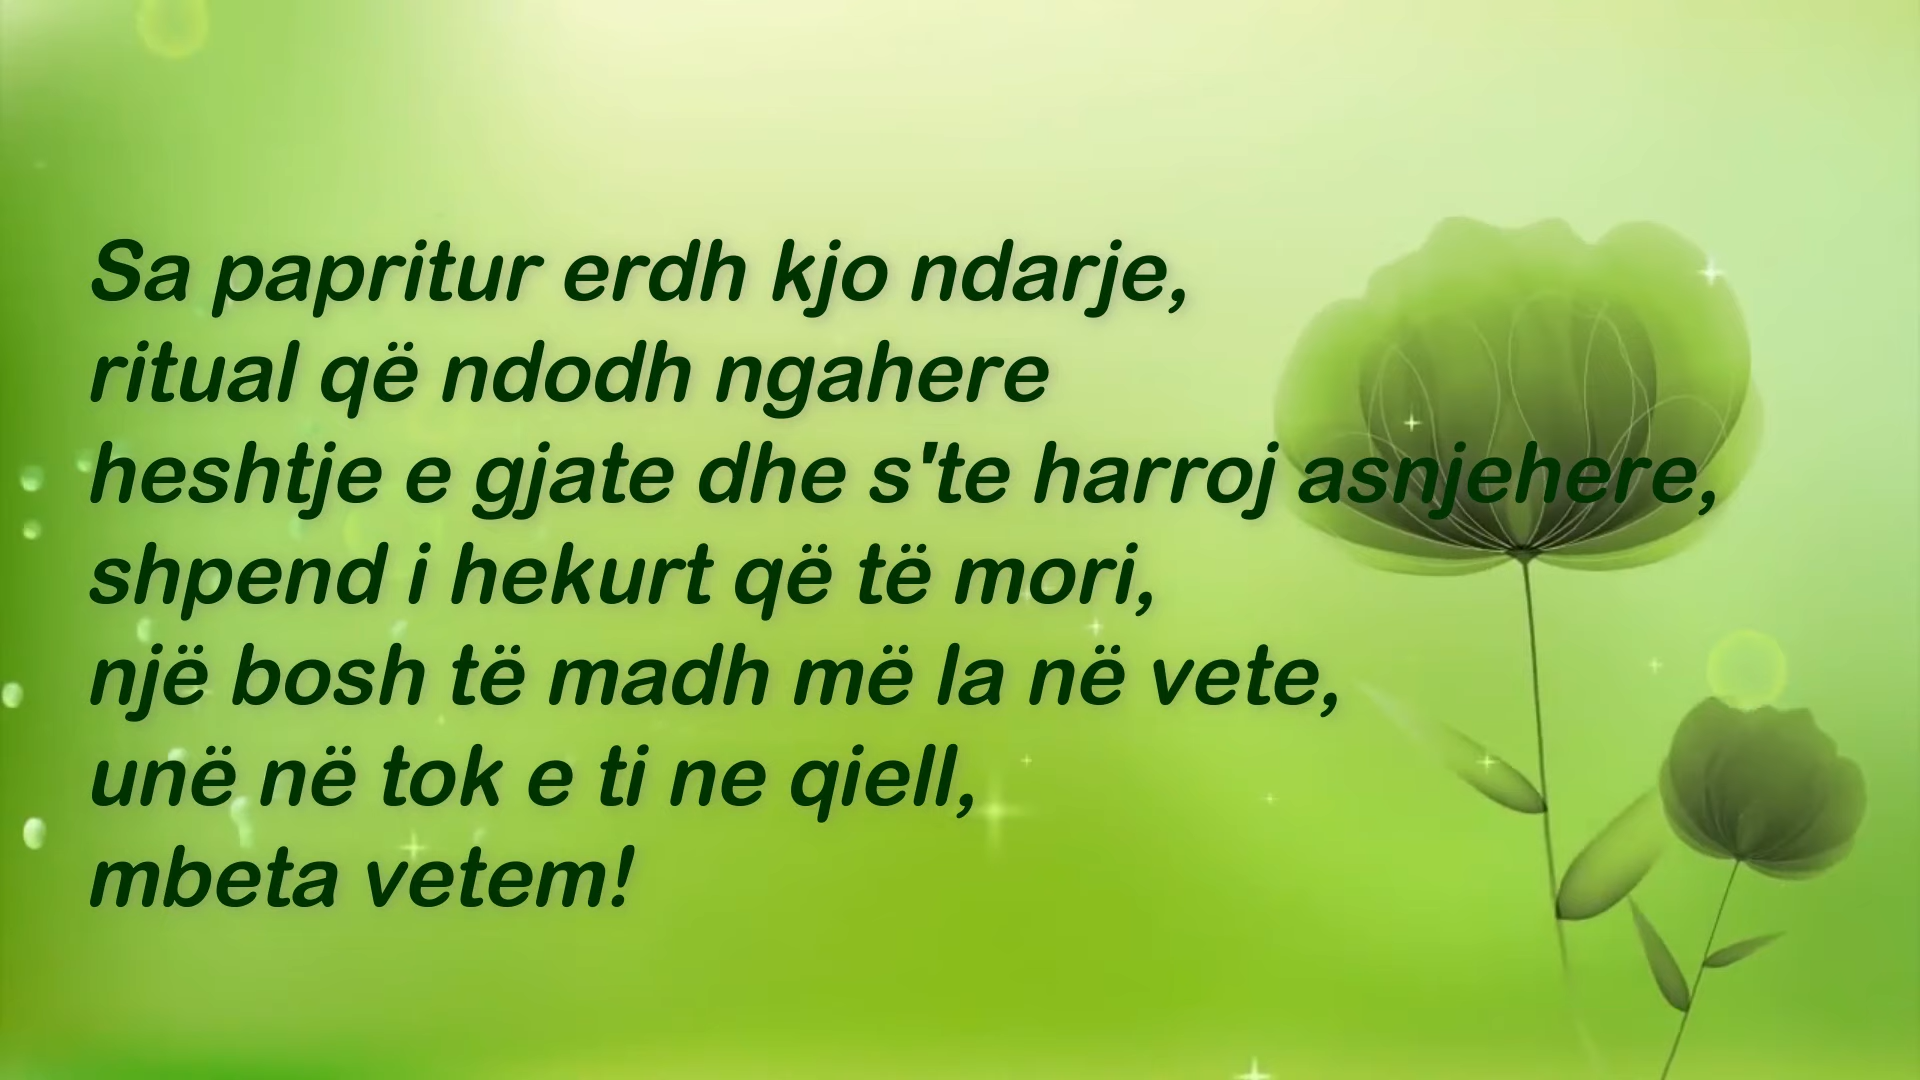 Sa papritur erdh kjo ndarje,
ritual që ndodh ngahere
heshtje e gjate dhe s'te harroj asnjehere,
shpend i hekurt që të mori,
një bosh të madh më la në vete,
unë në tok e ti ne qiell,
mbeta vetem!